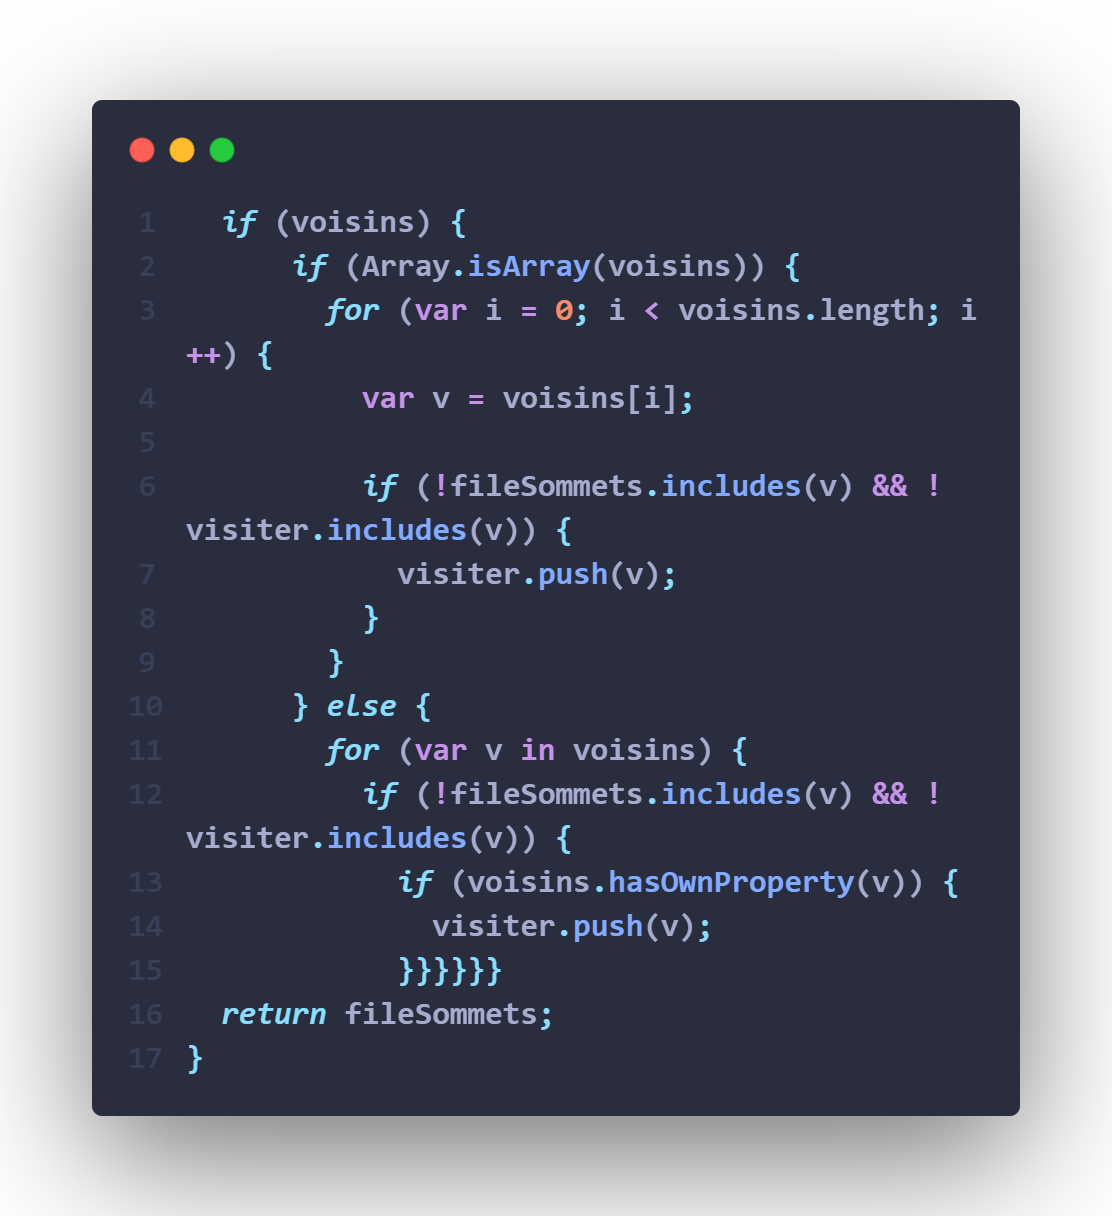 1   if (voisins) {
2       if (Array.isArray(voisins)) {
3         for (var i = 0; i < voisins.length; i
++) {
4           var v = voisins[i];
5
6           if (!fileSommets.includes(v) && !
visiter.includes(v)) {
7             visiter.push(v);
8           }
9         }
10       } else {
11         for (var v in voisins) {
12           if (!fileSommets.includes(v) && !
visiter.includes(v)) {
13             if (voisins.hasOwnProperty(v)) {
14               visiter.push(v);
15             }}}}}}
16   return fileSommets;
17 }